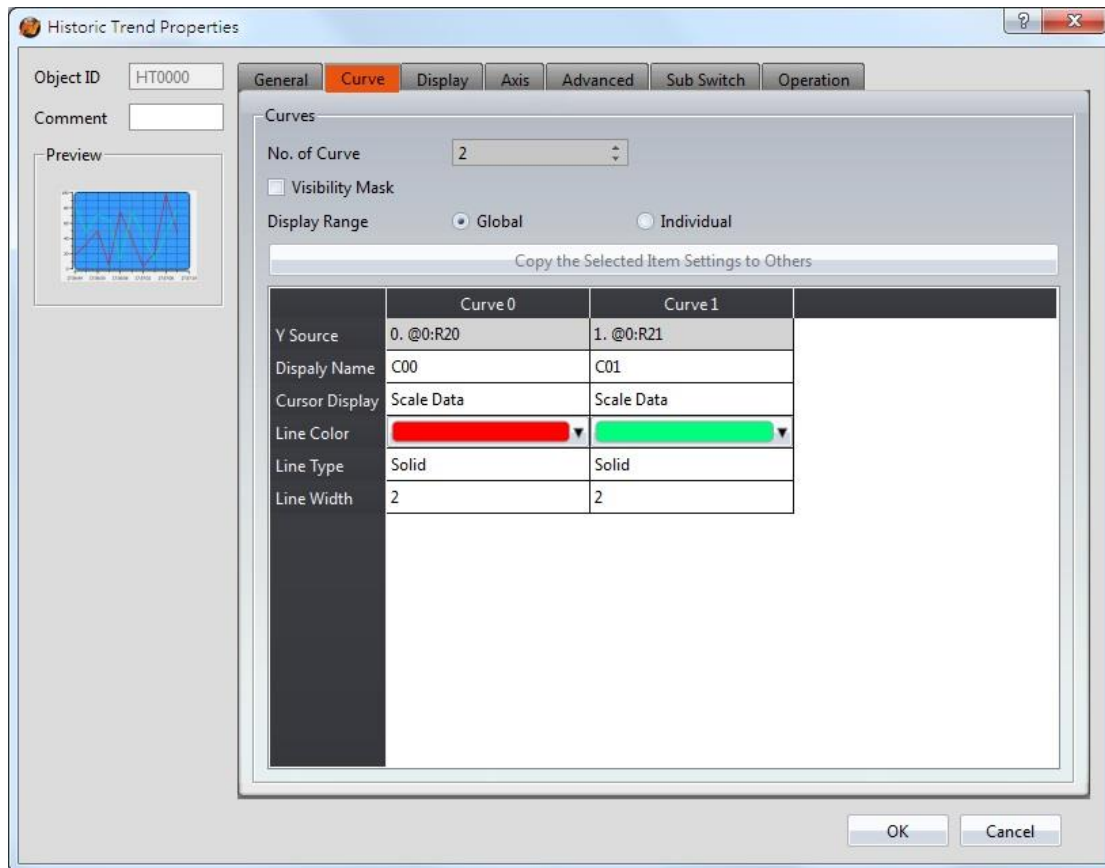 Historic Trend Properties
Object ID HT0000
Comment
Preview
General Curve Display Axis Advanced Sub Switch Operation
Curves
No. of Curve 2
Visibility Mask
Display Range Global Individual
Copy the Selected Item Settings to Others
Curve 0 Curve 1
Y Source 0. @0:R20 1. @0:R21
Dispaly Name C00 C01
Cursor Display Scale Data Scale Data
Line Color
Line Type Solid Solid
Line Width 2 2
OK Cancel